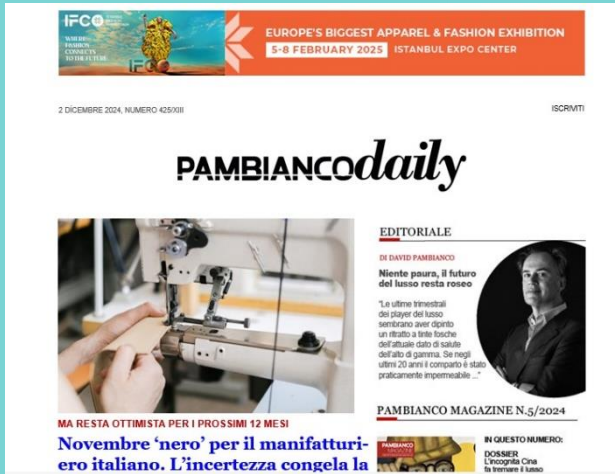 IFCO
WHERE
FASHION
CONNECTS
TO THE FUTURE
IFCO
EUROPE'S BIGGEST APPAREL & FASHION EXHIBITION
5-8 FEBRUARY 2025 ISTANBUL EXPO CENTER
2 DICEMBRE 2024, NUMERO 425/XIII
ISCRIVITI
PAMBIANCOdaily
MA RESTA OTTIMISTA PER I PROSSIMI 12 MESI
Novembre ‘nero’ per il manifatturi-
ero italiano. L’incertezza congela la
EDITORIALE
DI DAVID PAMBIANCO
Niente paura, il futuro
del lusso resta roseo
"Le ultime trimestrali
dei player del lusso
sembrano aver dipinto
un ritratto a tinte fosche
dell'attuale dato di salute
dell'alto di gamma. Se negli
ultimi 20 anni il comparto è stato
praticamente impermeabile ..."
PAMBIANCO MAGAZINE N.5/2024
PAMBIANCO
MAGAZINE
IN QUESTO NUMERO:
DOSSIER
L'incognita Cina
fa tremare il lusso